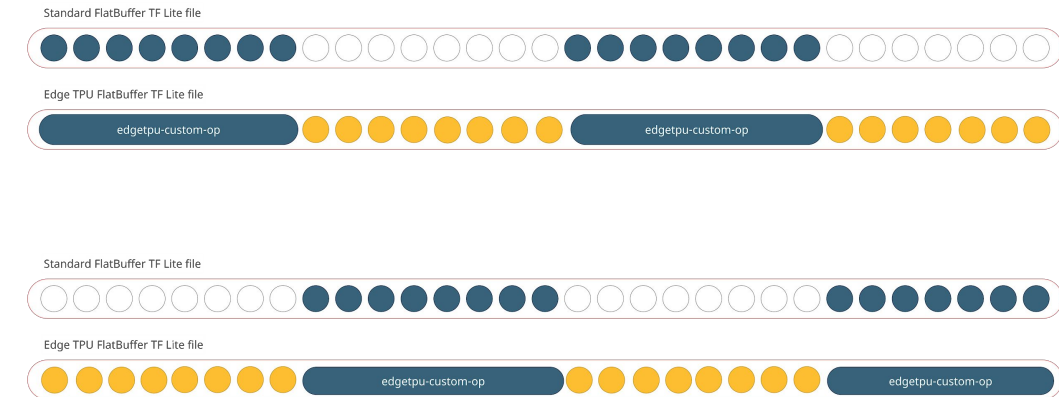 Standard FlatBuffer TF Lite file
Edge TPU FlatBuffer TF Lite file
edgetpu-custom-op
edgetpu-custom-op
Standard FlatBuffer TF Lite file
Edge TPU FlatBuffer TF Lite file
edgetpu-custom-op
edgetpu-custom-op